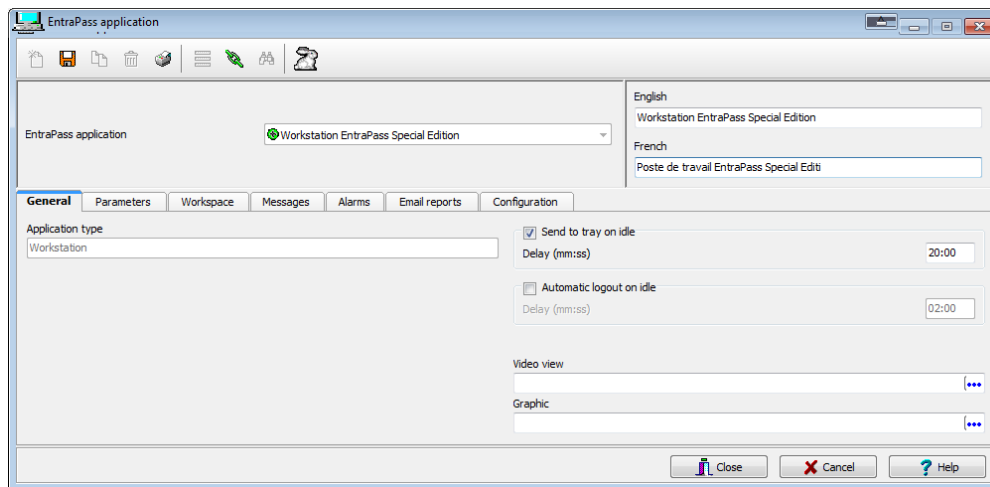 EntraPass application
English
Workstation EntraPass Special Edition
EntraPass application
Workstation EntraPass Special Edition
French
Poste de travail EntraPass Special Editi
General
Parameters
Workspace
Messages
Alarms
Email reports
Configuration
Application type
Workstation
Send to tray on idle
Delay (mm:ss)
20:00
Automatic logout on idle
Delay (mm:ss)
02:00
Video view
Graphic
Close
Cancel
? Help